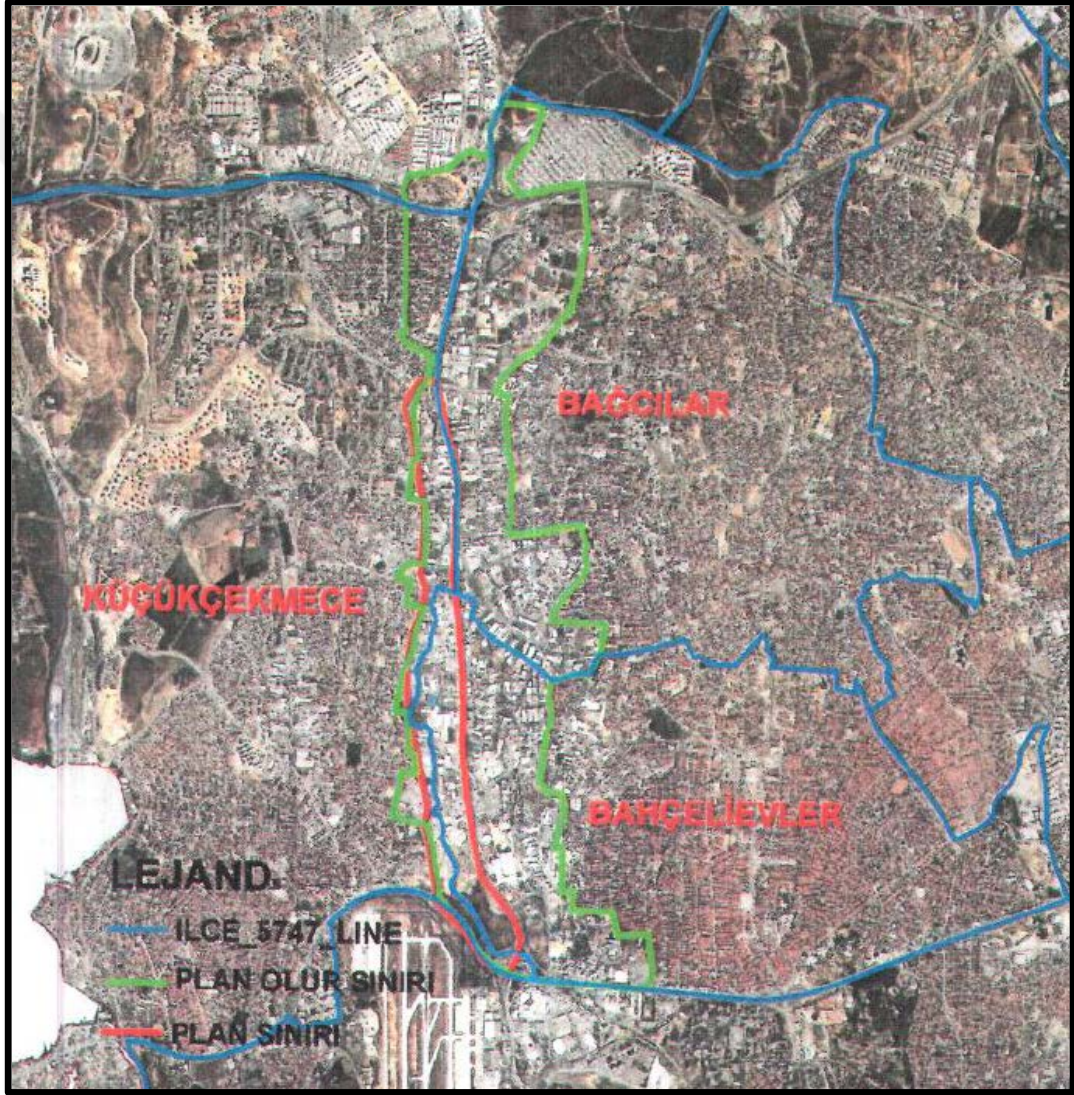 BAĞCILAR
KÜÇÜKÇEKMECE
BAHÇELİEVLER
LEJAND.
ILCE_5747_LINE
PLAN OLUR SINIRI
PLAN SINIRI